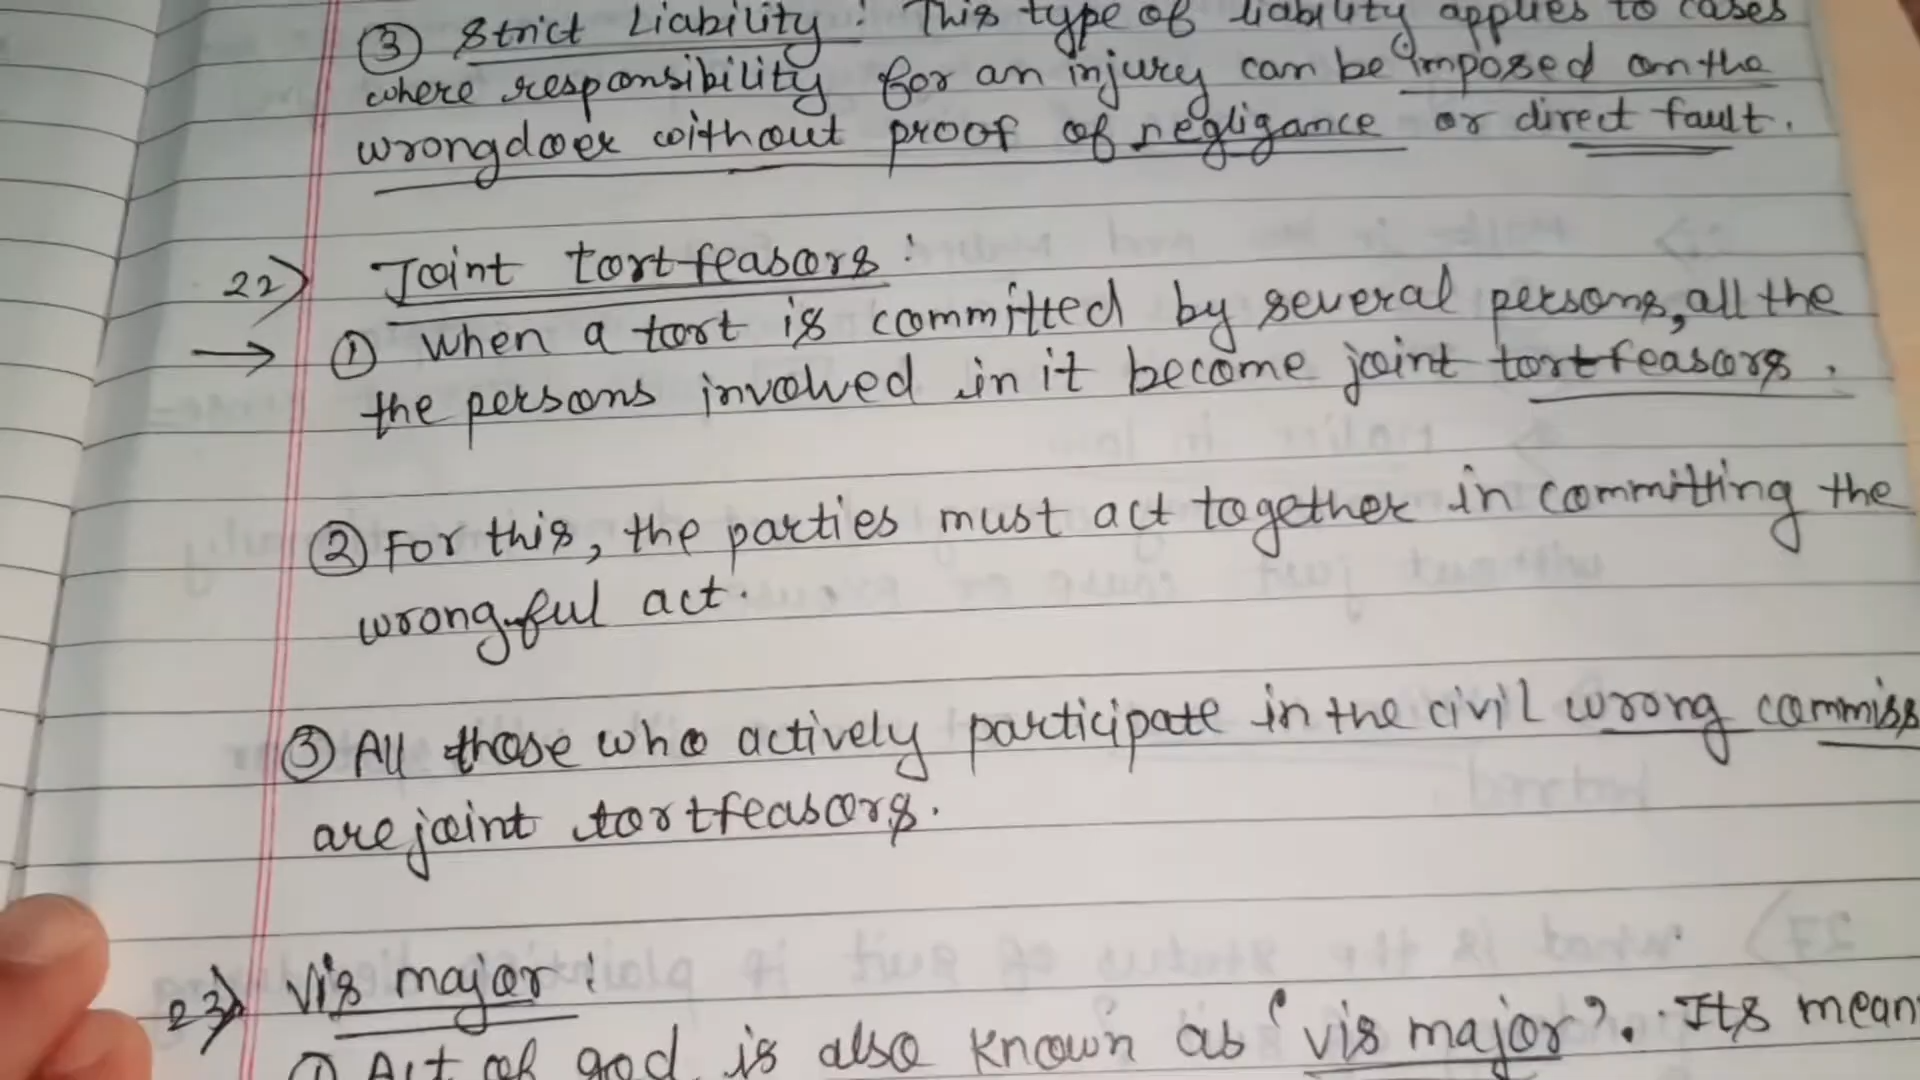 ③ Strict Liability: This type of liability applies to cases
where responsibility for an injury can be imposed on the
wrongdoer without proof of negligance or direct fault.
22) Joint tortfeasors:
→ ① When a tort is committed by several persons, all the
the persons involved in it become joint tortfeasors.
② For this, the parties must act together in committing the
wrongful act.
③ All those who actively participate in the civil wrong commiss
are joint tortfeasors.
23) Vis major:
① Act of god is also known as 'vis major'. Its mean